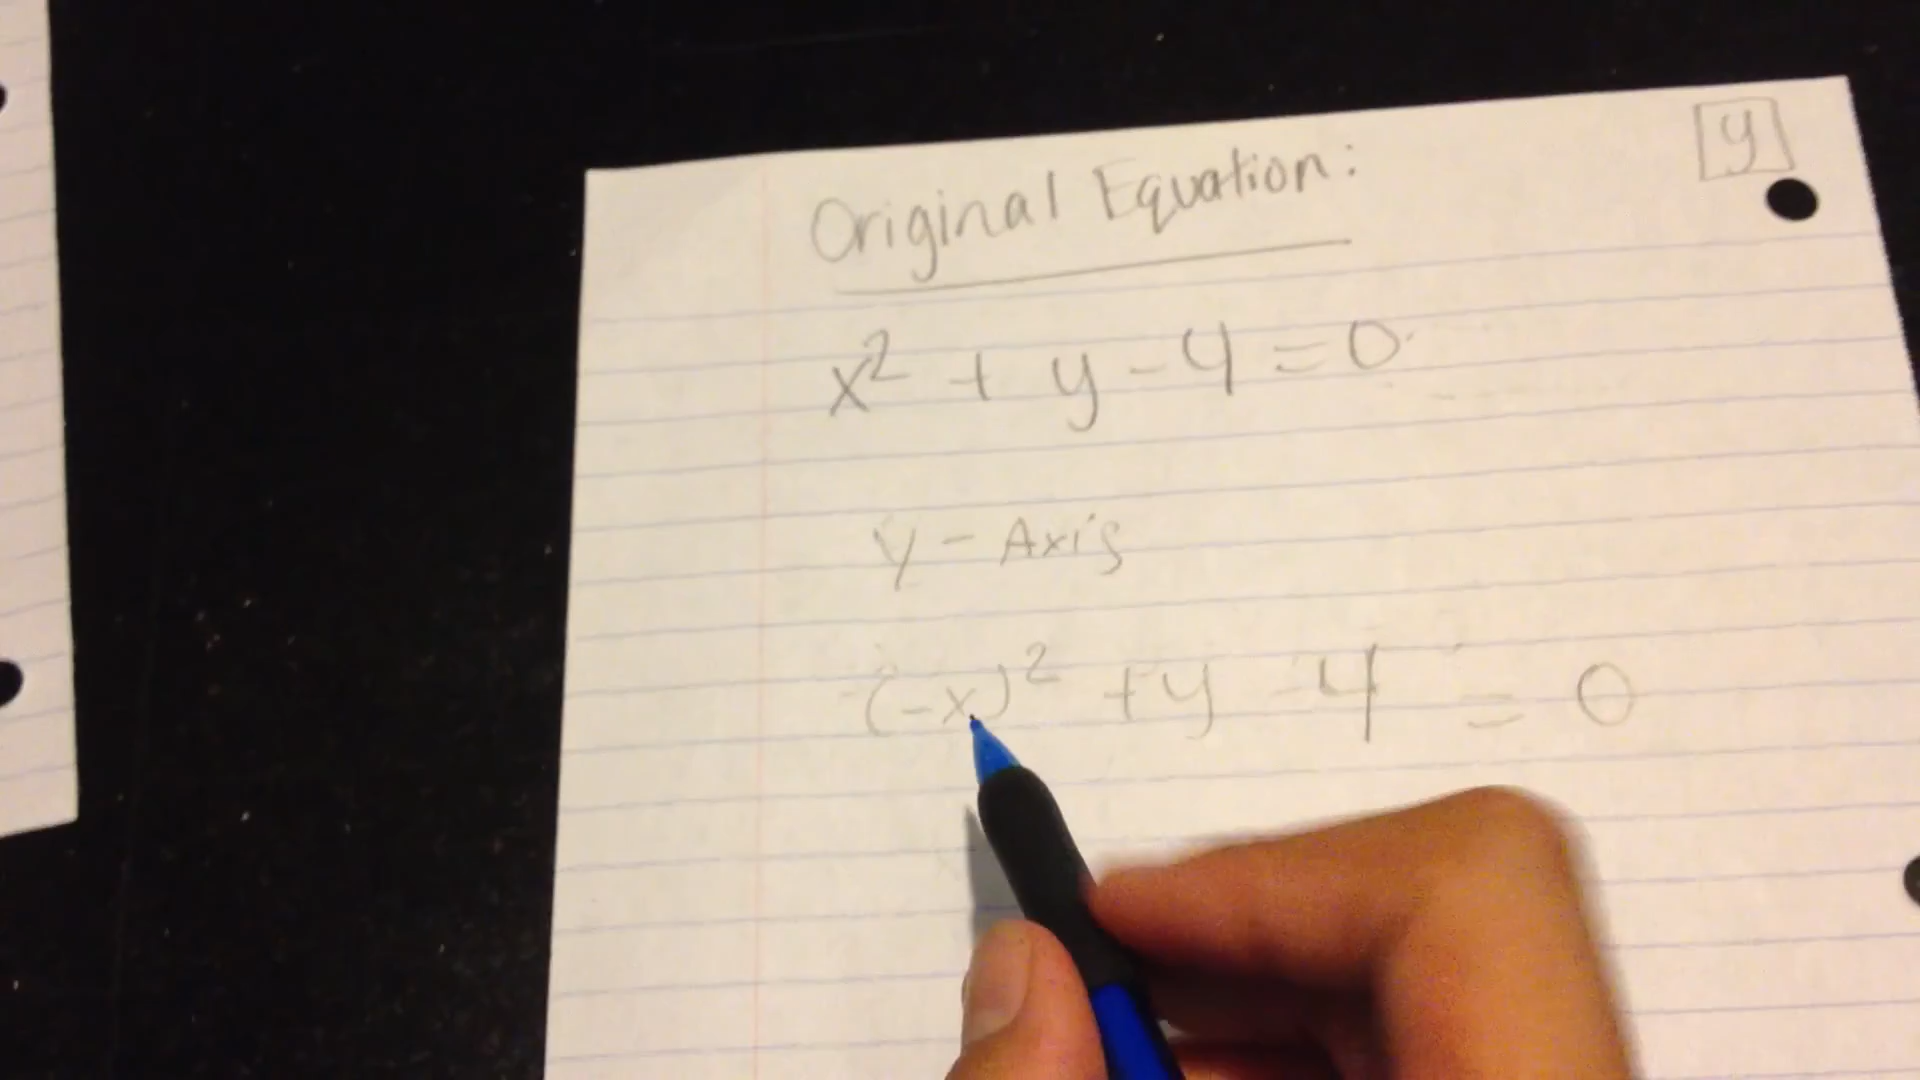 y
Original Equation:
x² + y - 4 = 0
y - Axis
(-x)² + y - 4 = 0